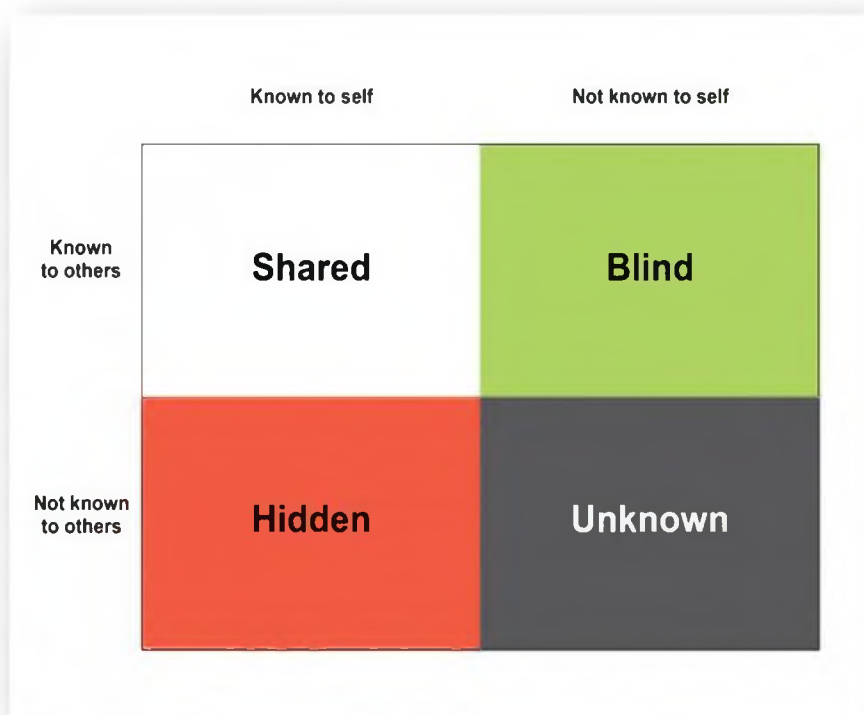 Known to self
Not known to self
Known
to others
Shared
Blind
Not known
to others
Hidden
Unknown